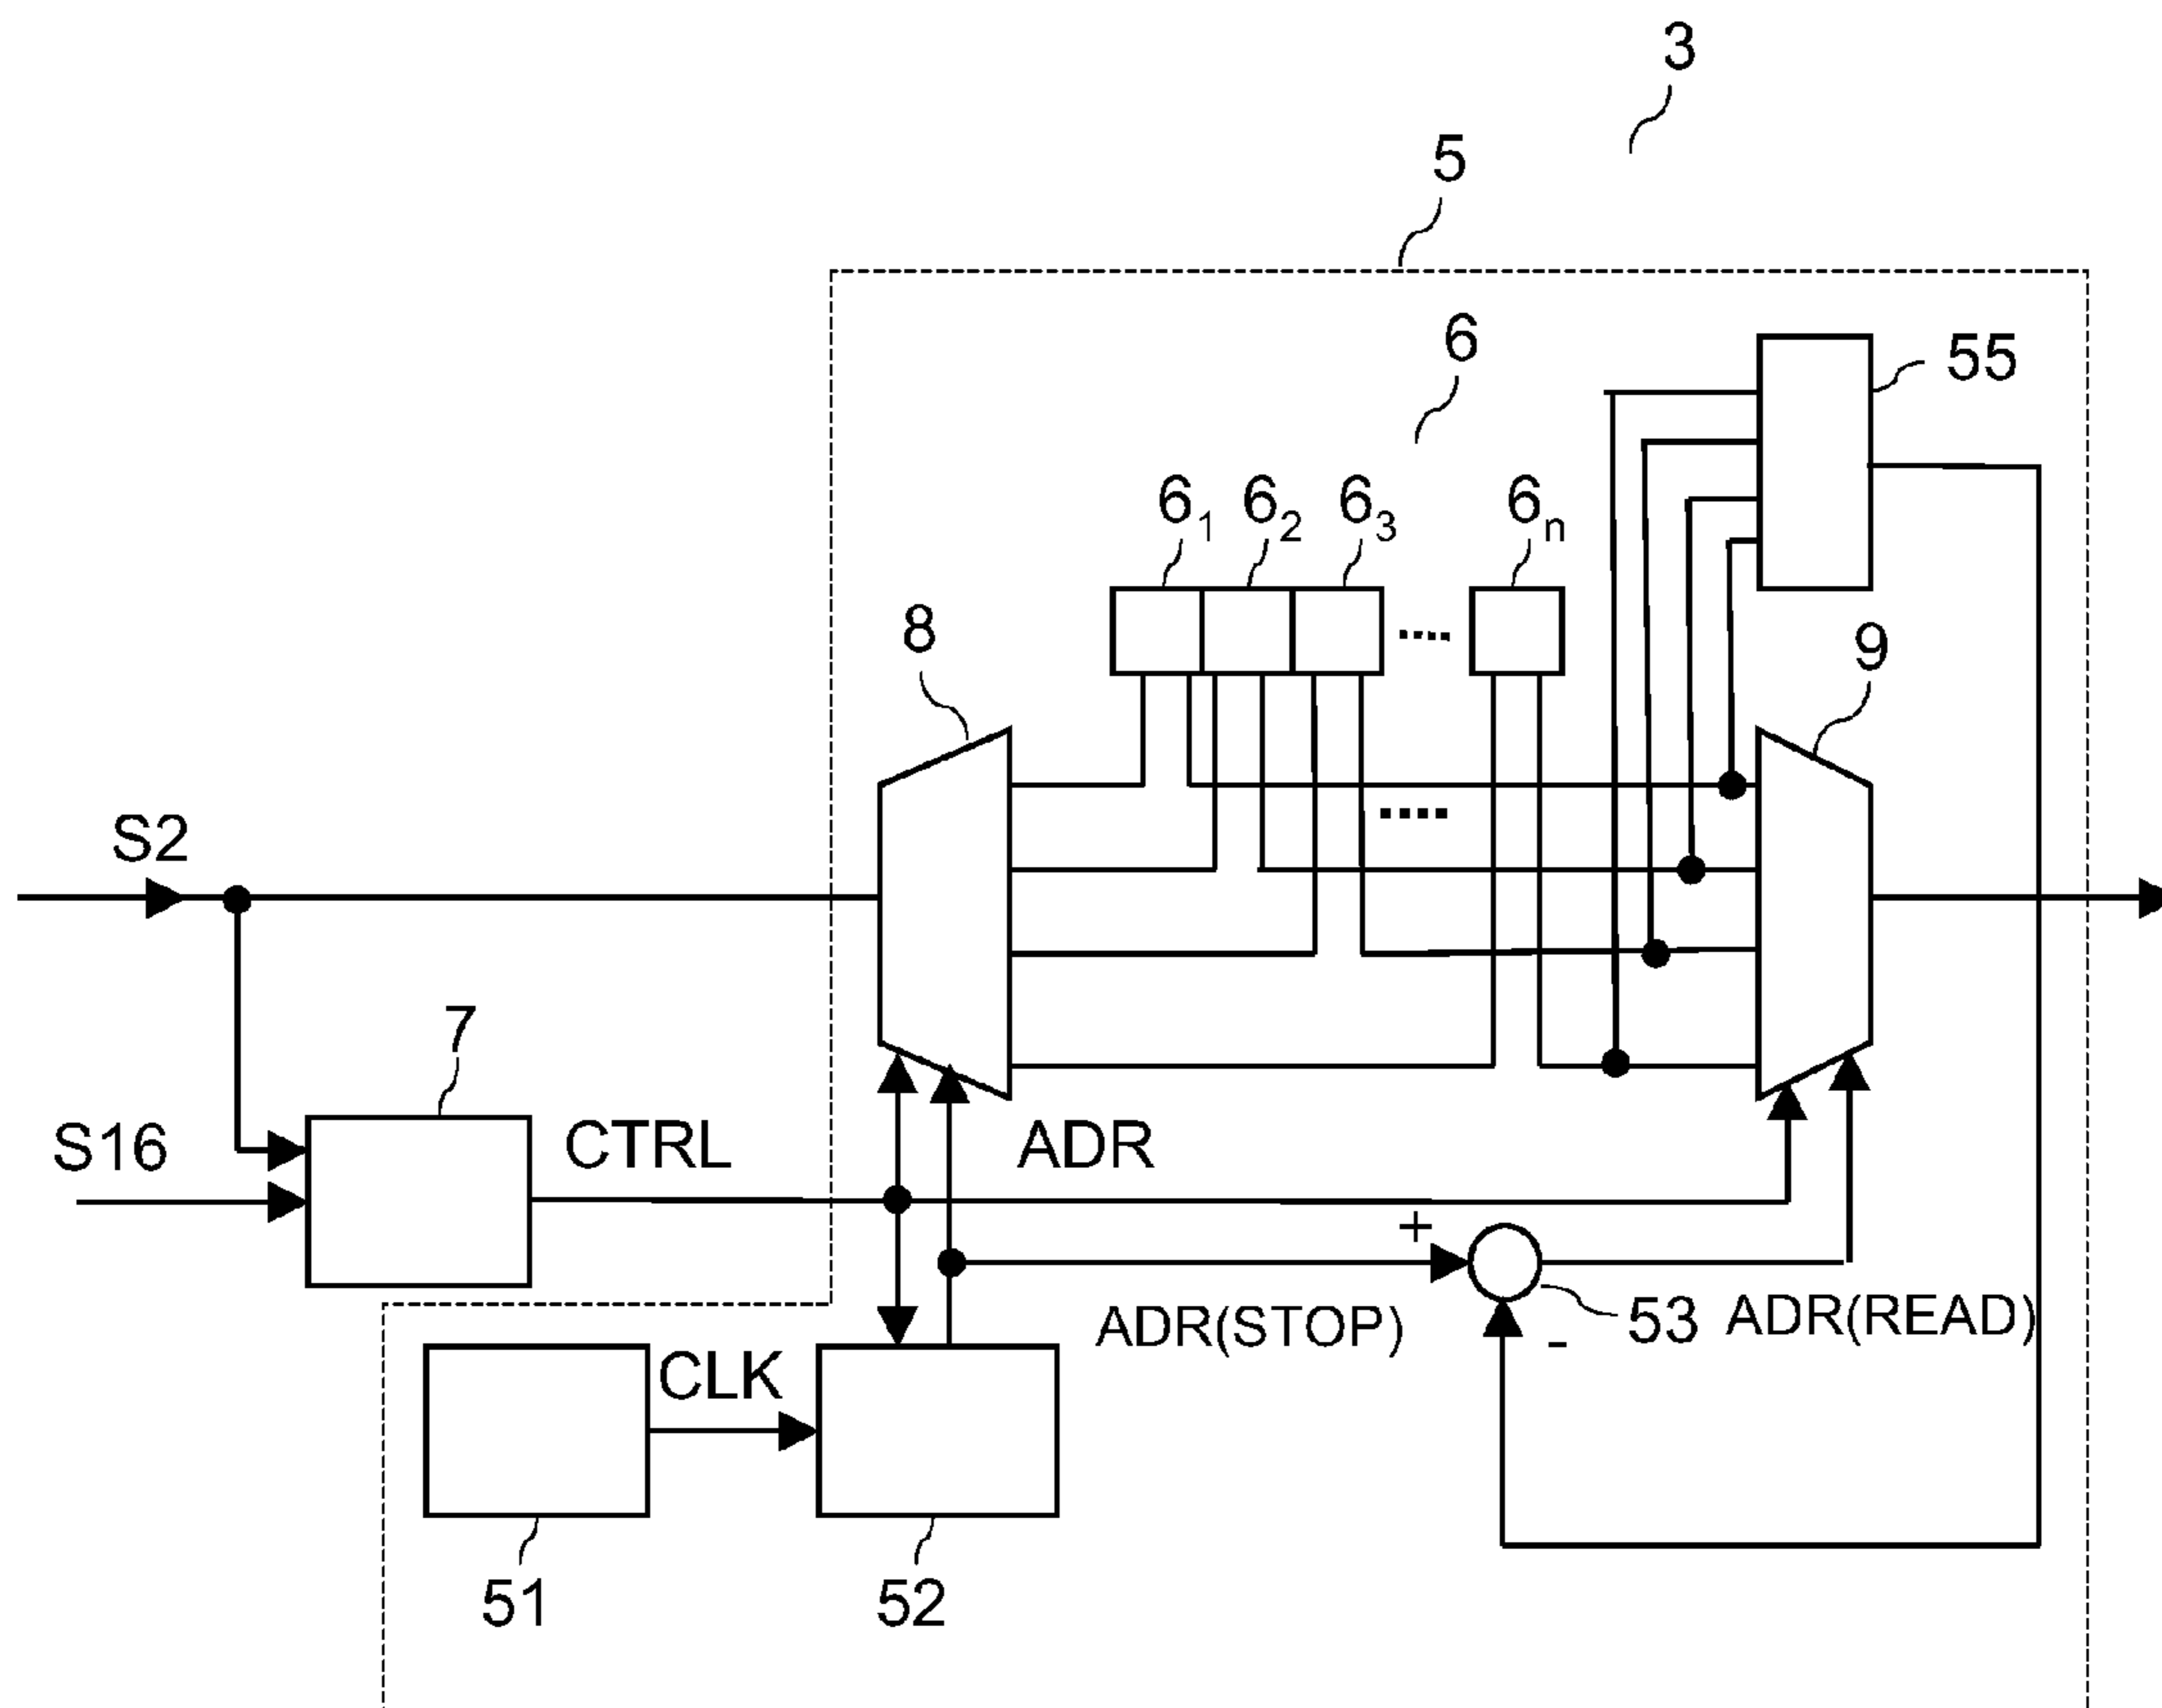 3
5
6
55
6₁ 6₂ 6₃ 6ₙ
8
9
S2
7
S16
CTRL
ADR
+
ADR(STOP)
-
53
ADR(READ)
CLK
51
52